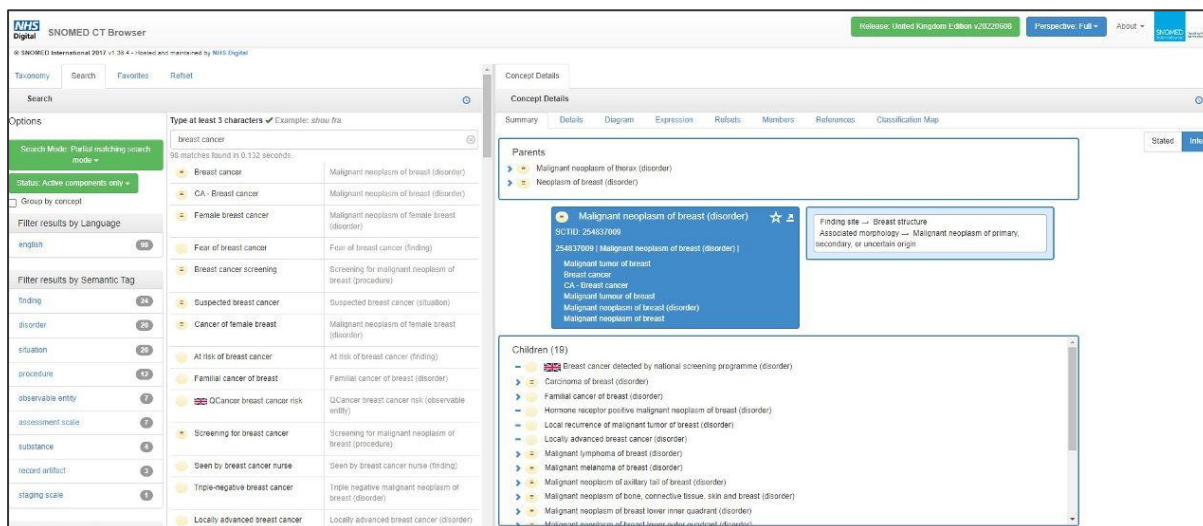 NHS
Digital
SNOMED CT Browser
Release: United Kingdom Edition v20220608
Perspective: Full
About
SNOMED
International
© SNOMED International 2017 v1.38.4 - Hosted and maintained by NHS Digital
Taxonomy
Search
Favorites
Refset
Search
Options
Search Mode: Partial matching search
mode
Status: Active components only
Group by concept
Filter results by Language
english
98
Filter results by Semantic Tag
finding
24
disorder
20
situation
20
procedure
12
observable entity
7
assessment scale
7
substance
4
record artifact
3
staging scale
1
Type at least 3 characters ✔ Example: shou fra
breast cancer
98 matches found in 0.132 seconds.
Breast cancer
Malignant neoplasm of breast (disorder)
CA - Breast cancer
Malignant neoplasm of breast (disorder)
Female breast cancer
Malignant neoplasm of female breast
(disorder)
Fear of breast cancer
Fear of breast cancer (finding)
Breast cancer screening
Screening for malignant neoplasm of
breast (procedure)
Suspected breast cancer
Suspected breast cancer (situation)
Cancer of female breast
Malignant neoplasm of female breast
(disorder)
At risk of breast cancer
At risk of breast cancer (finding)
Familial cancer of breast
Familial cancer of breast (disorder)
QCancer breast cancer risk
QCancer breast cancer risk (observable
entity)
Screening for breast cancer
Screening for malignant neoplasm of
breast (procedure)
Seen by breast cancer nurse
Seen by breast cancer nurse (finding)
Triple-negative breast cancer
Triple negative malignant neoplasm of
breast (disorder)
Locally advanced breast cancer
Locally advanced breast cancer (disorder)
Concept Details
Concept Details
Summary
Details
Diagram
Expression
Refsets
Members
References
Classification Map
Stated
Parents
Malignant neoplasm of thorax (disorder)
Neoplasm of breast (disorder)
Malignant neoplasm of breast (disorder)
SCTID: 254837009
254837009 | Malignant neoplasm of breast (disorder) |
Malignant tumor of breast
Breast cancer
CA - Breast cancer
Malignant tumour of breast
Malignant neoplasm of breast (disorder)
Malignant neoplasm of breast
Finding site → Breast structure
Associated morphology → Malignant neoplasm of primary,
secondary, or uncertain origin
Children (19)
Breast cancer detected by national screening programme (disorder)
Carcinoma of breast (disorder)
Familial cancer of breast (disorder)
Hormone receptor positive malignant neoplasm of breast (disorder)
Local recurrence of malignant tumor of breast (disorder)
Locally advanced breast cancer (disorder)
Malignant lymphoma of breast (disorder)
Malignant melanoma of breast (disorder)
Malignant neoplasm of axillary tail of breast (disorder)
Malignant neoplasm of bone, connective tissue, skin and breast (disorder)
Malignant neoplasm of breast lower inner quadrant (disorder)
Malignant neoplasm of breast lower outer quadrant (disorder)